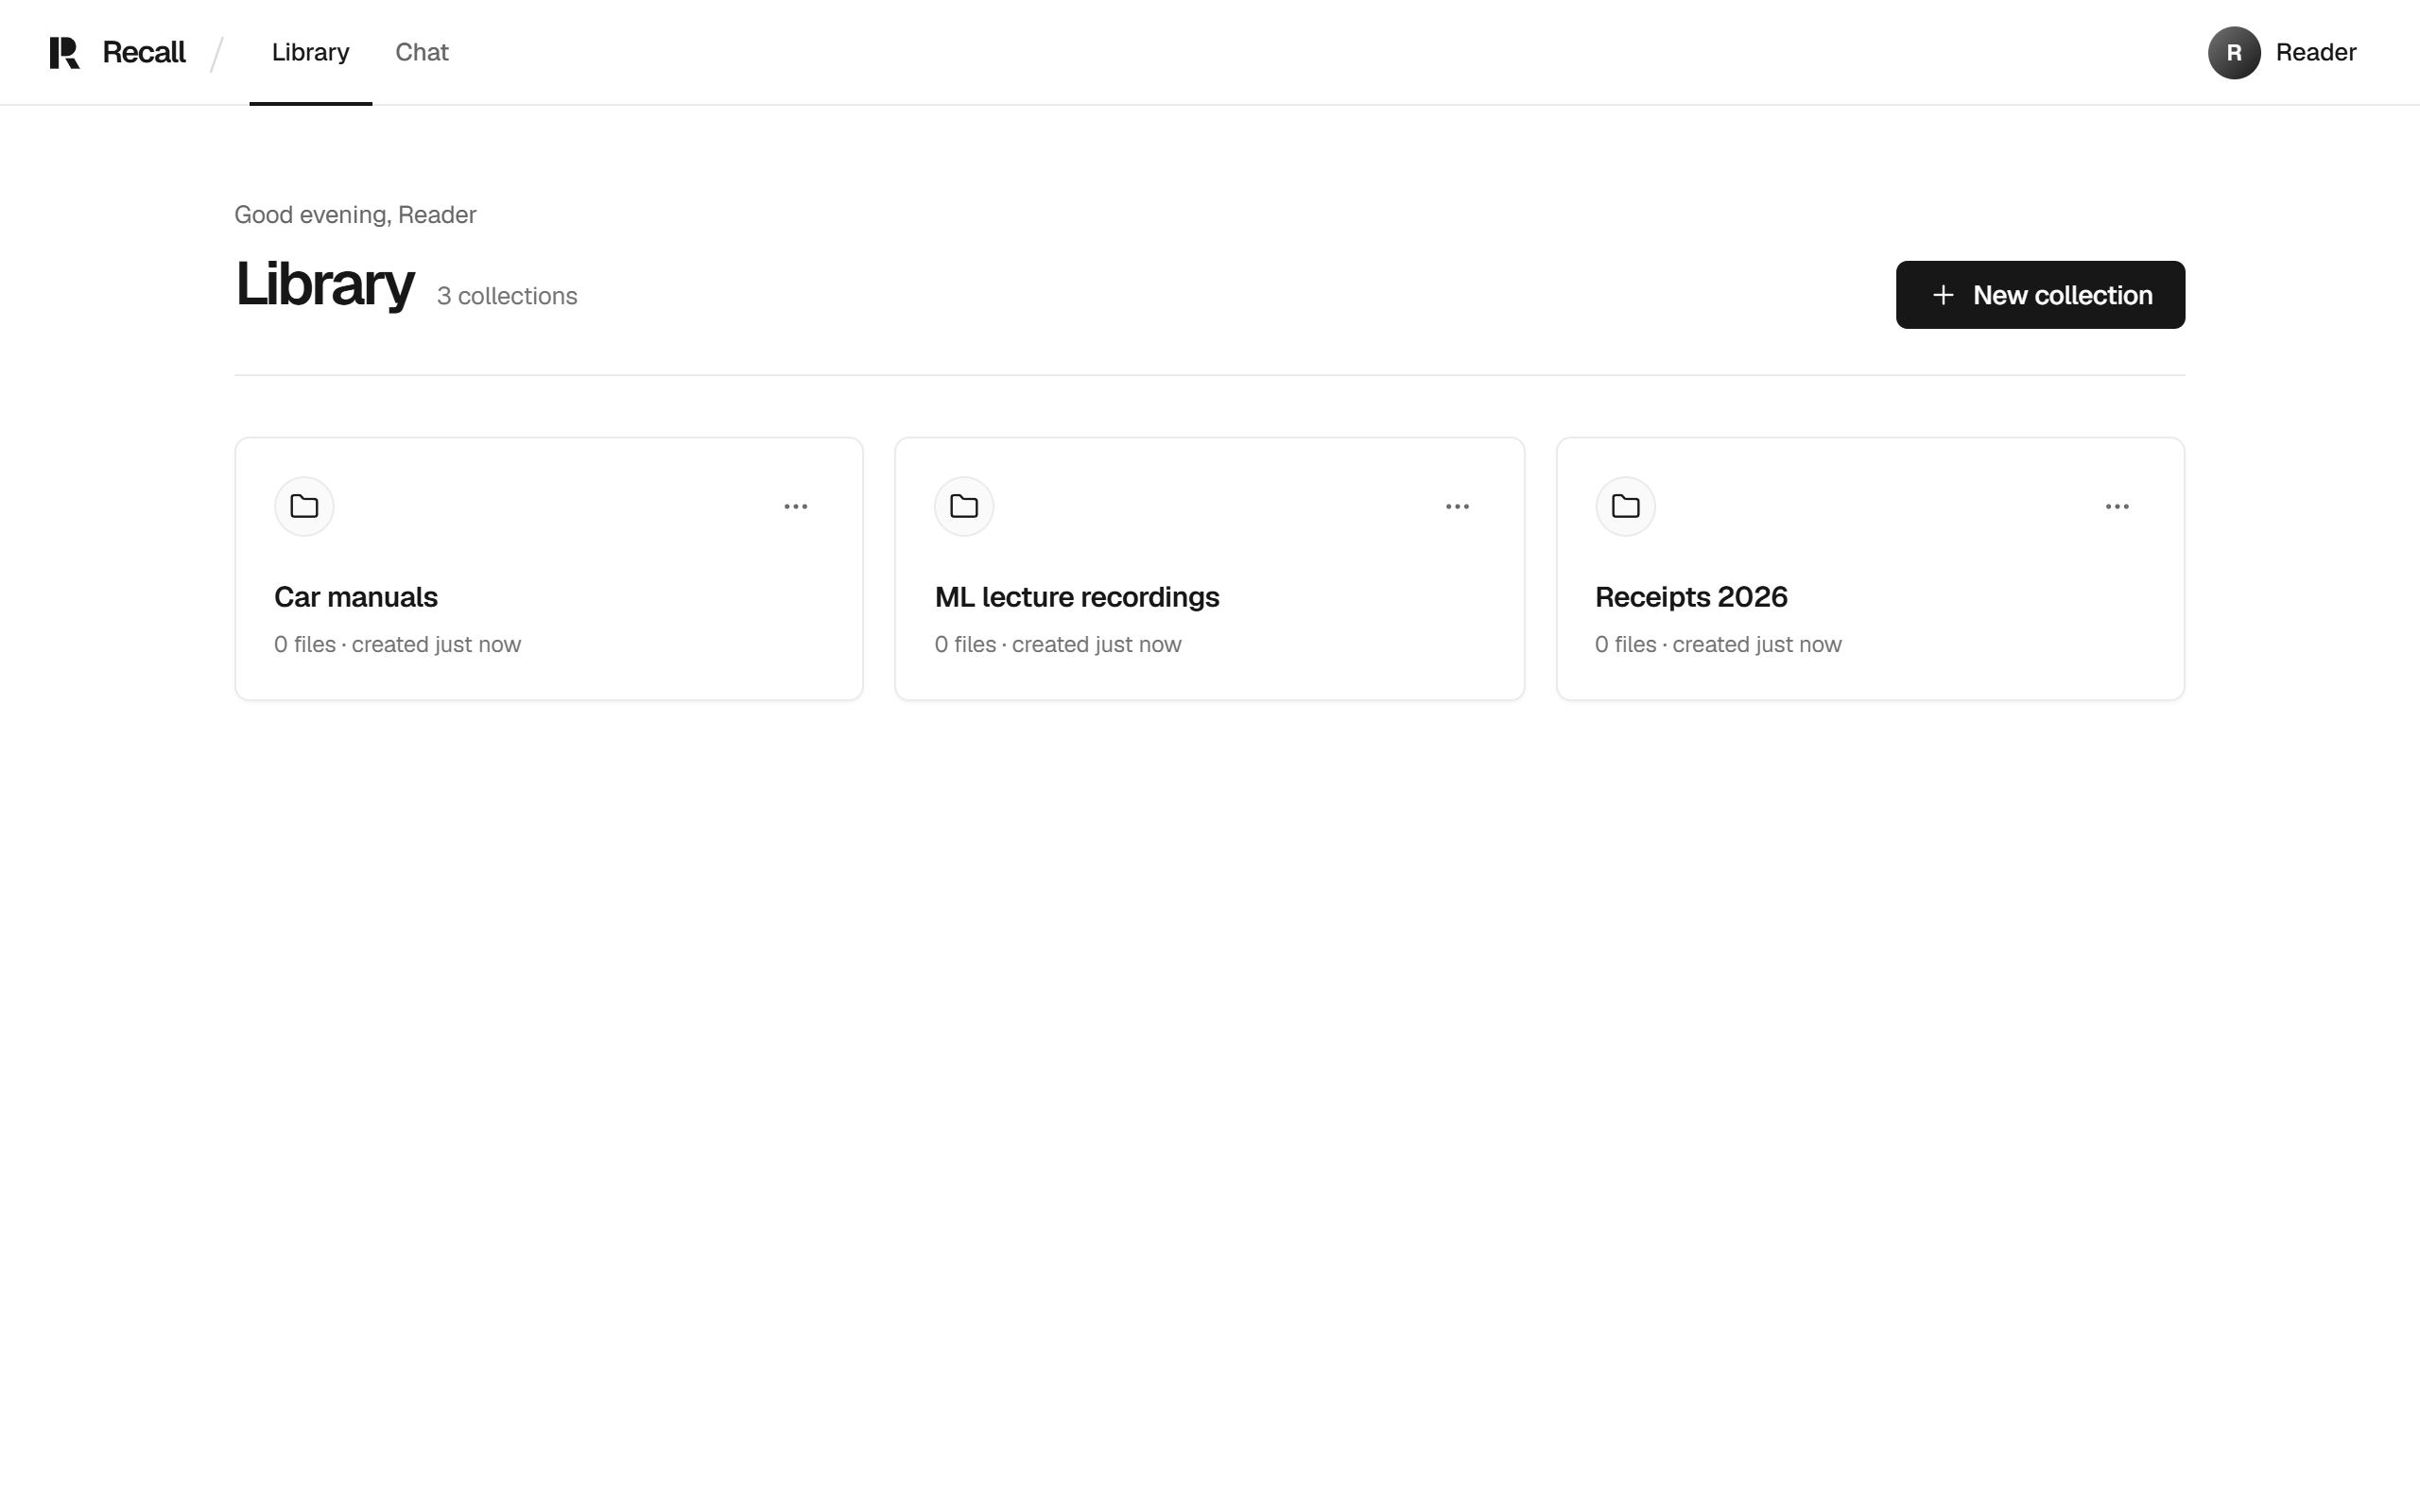 Recall / Library Chat
R Reader
Good evening, Reader
Library 3 collections
+ New collection
Car manuals
0 files · created just now
ML lecture recordings
0 files · created just now
Receipts 2026
0 files · created just now